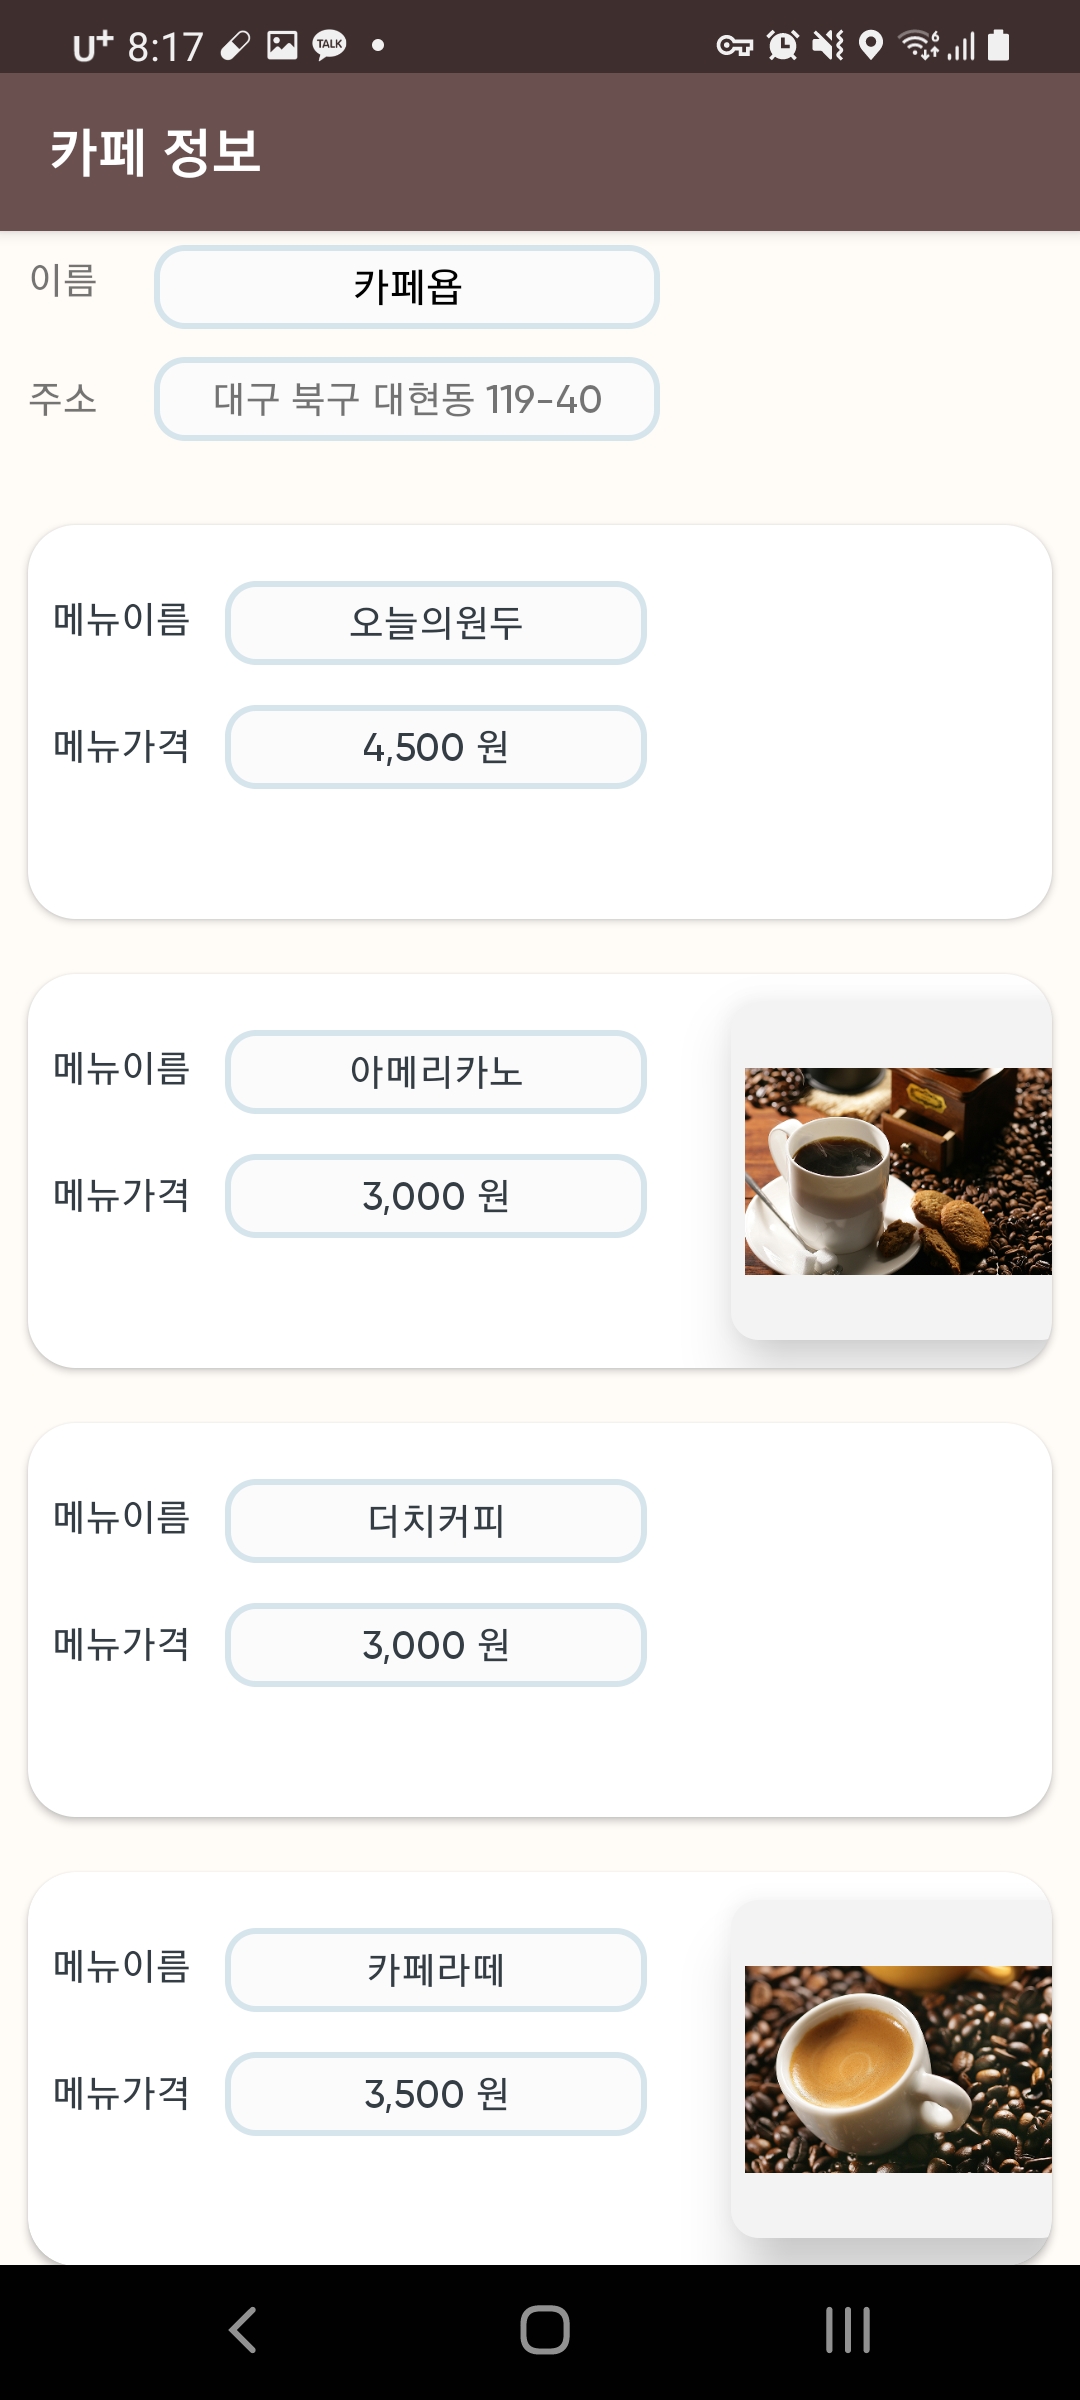 U+ 8:17 TALK 6
카페 정보
이름 카페욥
주소 대구 북구 대현동 119-40
메뉴이름 오늘의원두
메뉴가격 4,500 원
메뉴이름 아메리카노
메뉴가격 3,000 원
메뉴이름 더치커피
메뉴가격 3,000 원
메뉴이름 카페라떼
메뉴가격 3,500 원